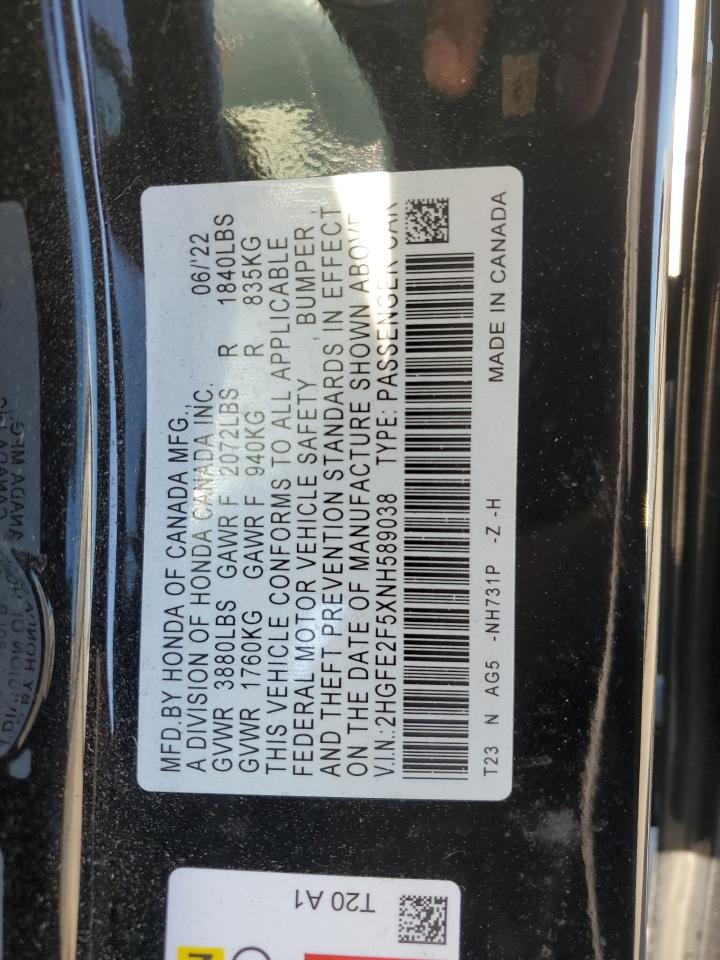 MFD.BY HONDA OF CANADA MFG.,
A DIVISION OF HONDA CANADA INC. 06/'22
GVWR 3880LBS GAWR F 2072LBS R 1840LBS
GVWR 1760KG GAWR F 940KG R 835KG
THIS VEHICLE CONFORMS TO ALL APPLICABLE
FEDERAL MOTOR VEHICLE SAFETY , BUMPER ,
AND THEFT PREVENTION STANDARDS IN EFFECT
ON THE DATE OF MANUFACTURE SHOWN ABOVE
V.I.N.:2HGFE2F5XNH589038 TYPE: PASSENGER CAR
T23 N AG5 -NH731P -Z -H MADE IN CANADA
T20 A1